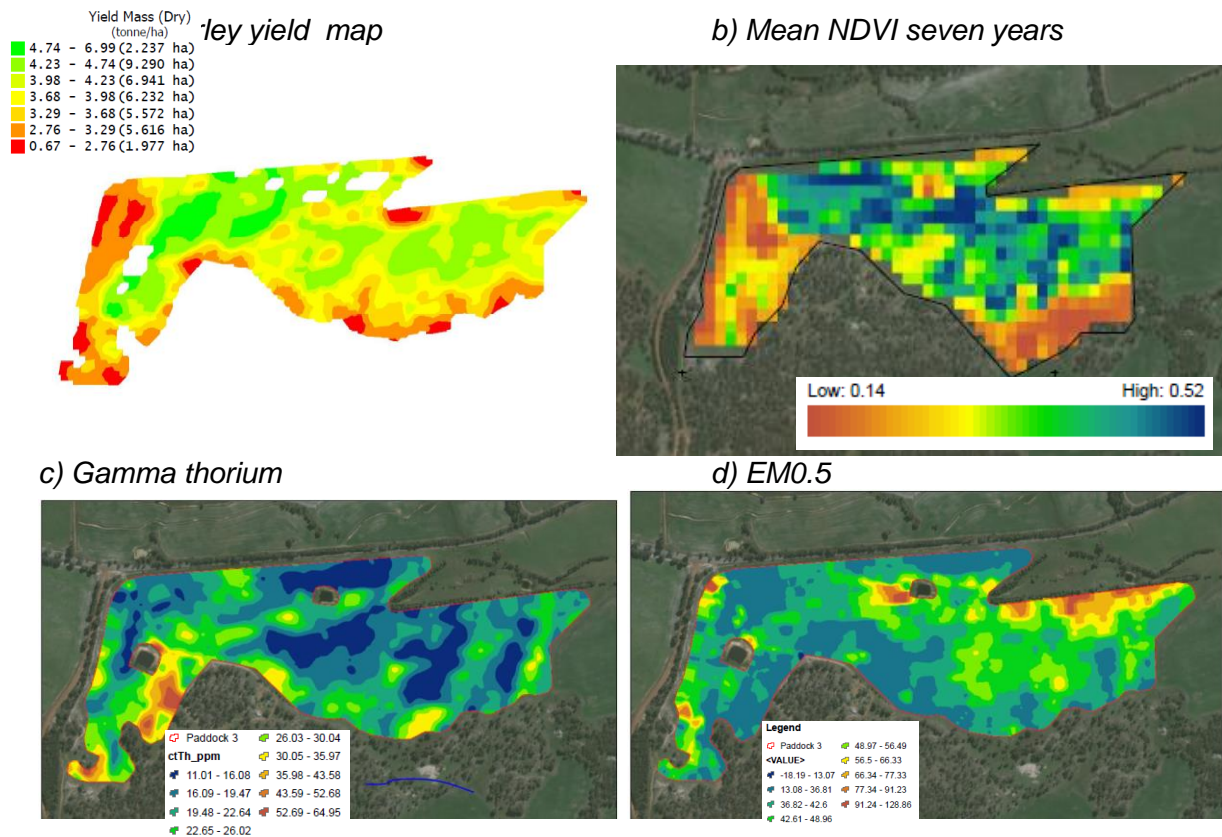 Yield Mass (Dry)
(tonne/ha)
rley yield map
4.74 - 6.99 (2.237 ha)
4.23 - 4.74 (9.290 ha)
3.98 - 4.23 (6.941 ha)
3.68 - 3.98 (6.232 ha)
3.29 - 3.68 (5.572 ha)
2.76 - 3.29 (5.616 ha)
0.67 - 2.76 (1.977 ha)
b) Mean NDVI seven years
Low: 0.14 High: 0.52
c) Gamma thorium
Paddock 3
ctTh_ppm
11.01 - 16.08
16.09 - 19.47
19.48 - 22.64
22.65 - 26.02
26.03 - 30.04
30.05 - 35.97
35.98 - 43.58
43.59 - 52.68
52.69 - 64.95
d) EM0.5
Legend
Paddock 3
<VALUE>
-18.19 - 13.07
13.08 - 36.81
36.82 - 42.6
42.61 - 48.96
48.97 - 56.49
56.5 - 66.33
66.34 - 77.33
77.34 - 91.23
91.24 - 128.86